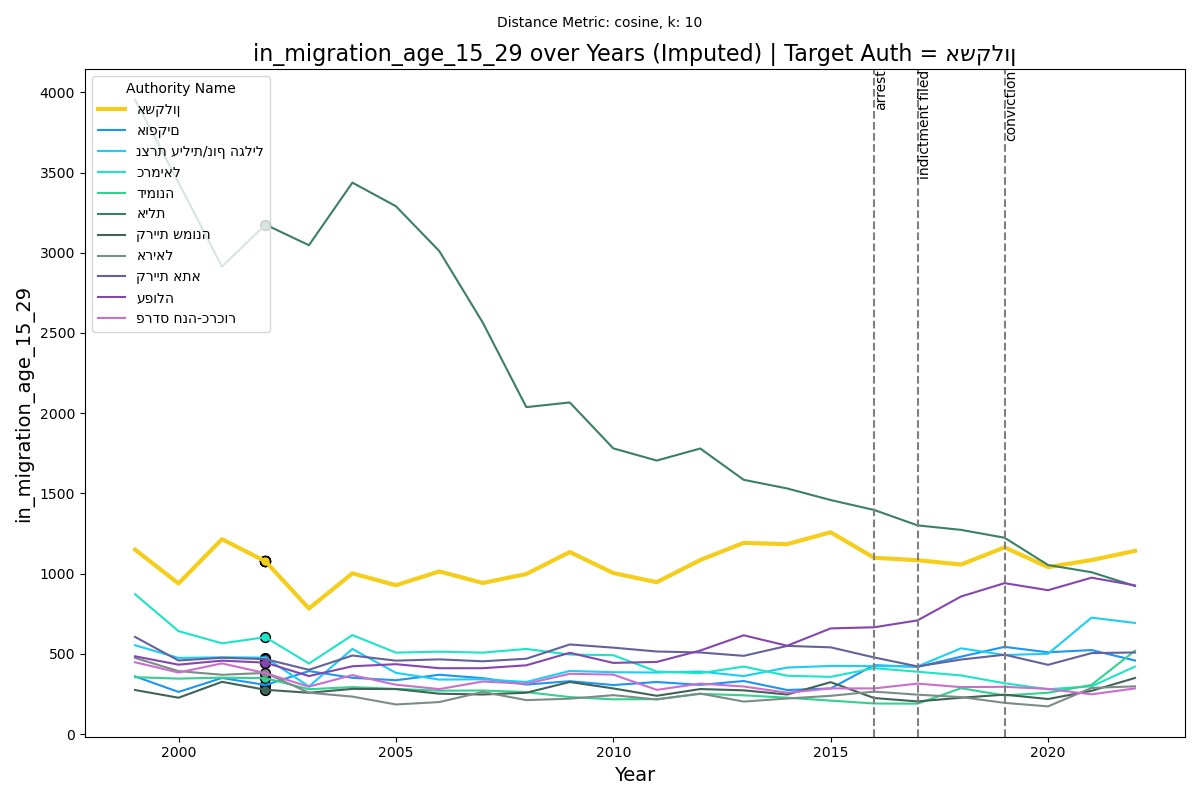 Distance Metric: cosine, k: 10
in_migration_age_15_29 over Years (Imputed) | Target Auth = אשקלון
Authority Name
אשקלון
אופקים
נצרת עילית/נוף הגליל
כרמיאל
דימונה
אילת
קריית שמונה
אריאל
קריית אתא
עפולה
פרדס חנה-כרכור
arrest
indictment filed
conviction
in_migration_age_15_29
4000
3500
3000
2500
2000
1500
1000
500
0
2000
2005
2010
2015
2020
Year